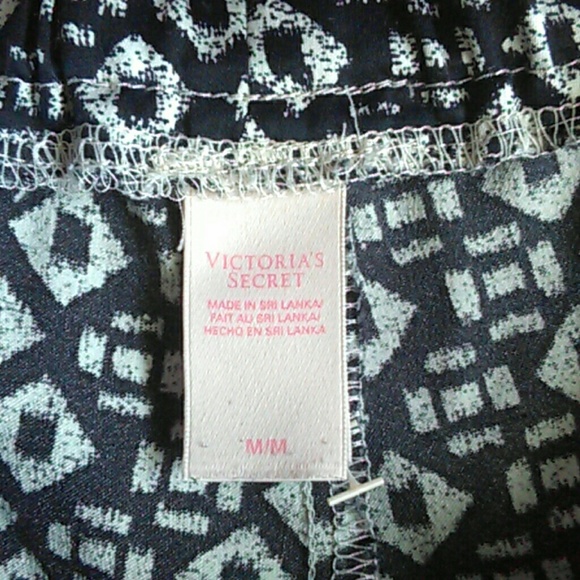 VICTORIA'S
SECRET
MADE IN SRI LANKA/
FAIT AU SRI LANKA/
HECHO EN SRI LANKA
M/M